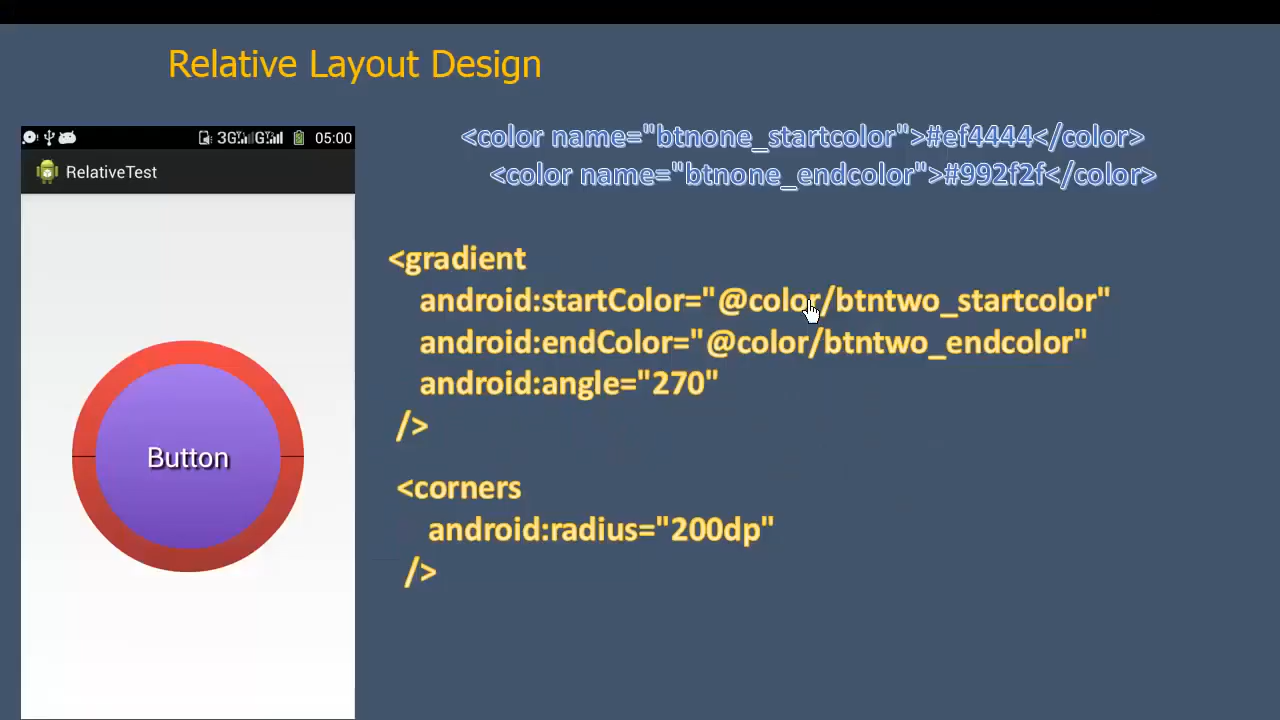 Relative Layout Design
3G G 05:00
RelativeTest
Button
<color name="btnone_startcolor">#ef4444</color>
<color name="btnone_endcolor">#992f2f</color>
<gradient
android:startColor="@color/btntwo_startcolor"
android:endColor="@color/btntwo_endcolor"
android:angle="270"
/>
<corners
android:radius="200dp"
/>